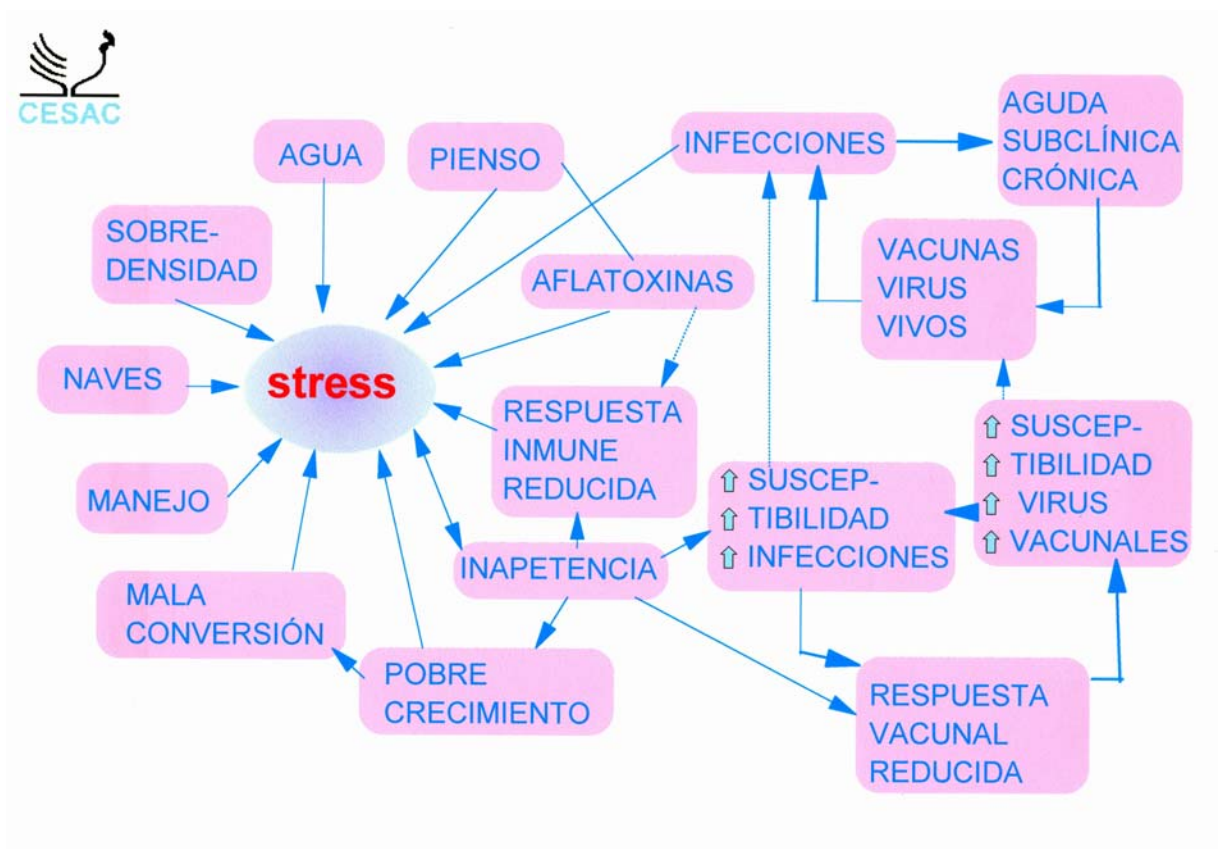 CESAC
AGUA
PIENSO
INFECCIONES
AGUDA
SUBCLÍNICA
CRÓNICA
SOBRE-
DENSIDAD
AFLATOXINAS
VACUNAS
VIRUS
VIVOS
NAVES
stress
RESPUESTA
INMUNE
REDUCIDA
SUSCEP-
TIBILIDAD
VIRUS
VACUNALES
MANEJO
SUSCEP-
TIBILIDAD
INFECCIONES
INAPETENCIA
MALA
CONVERSIÓN
POBRE
CRECIMIENTO
RESPUESTA
VACUNAL
REDUCIDA